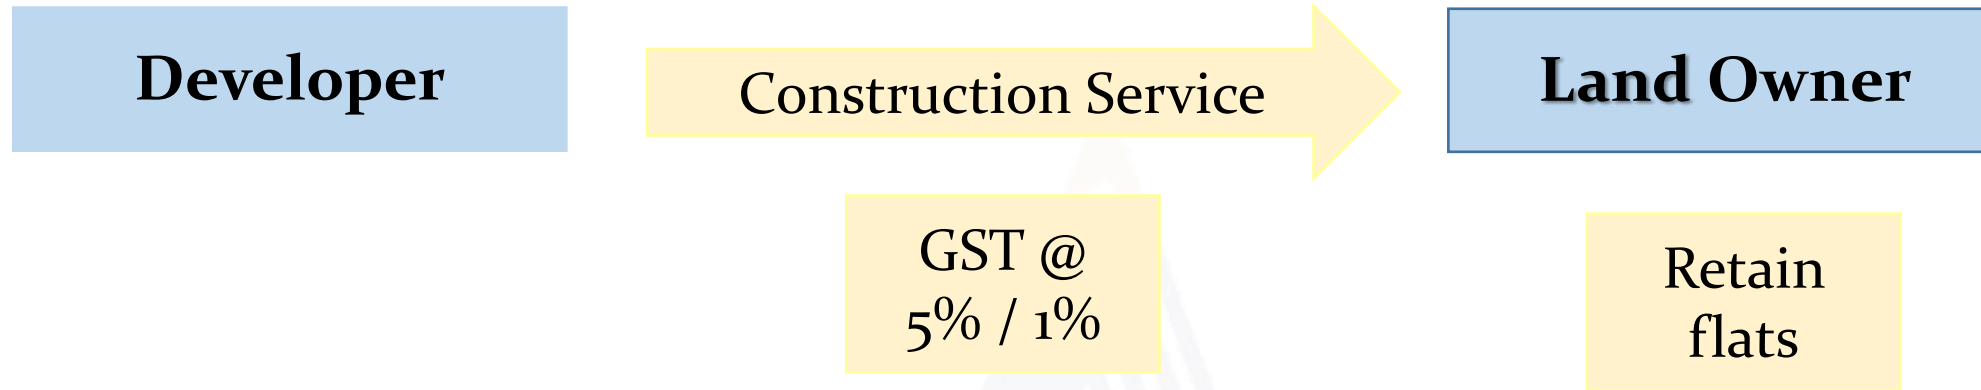 Developer
Construction Service
Land Owner
GST @
5% / 1%
Retain
flats